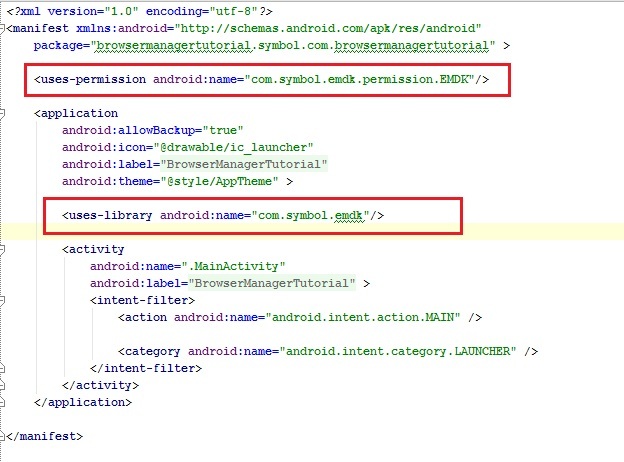 <?xml version="1.0" encoding="utf-8"?>
<manifest xmlns:android="http://schemas.android.com/apk/res/android"
package="browsermanagertutorial.symbol.com.browsermanagertutorial" >
<uses-permission android:name="com.symbol.emdk.permission.EMDK"/>
<application
android:allowBackup="true"
android:icon="@drawable/ic_launcher"
android:label="BrowserManagerTutorial"
android:theme="@style/AppTheme" >
<uses-library android:name="com.symbol.emdk"/>
<activity
android:name=".MainActivity"
android:label="BrowserManagerTutorial" >
<intent-filter>
<action android:name="android.intent.action.MAIN" />
<category android:name="android.intent.category.LAUNCHER" />
</intent-filter>
</activity>
</application>
</manifest>